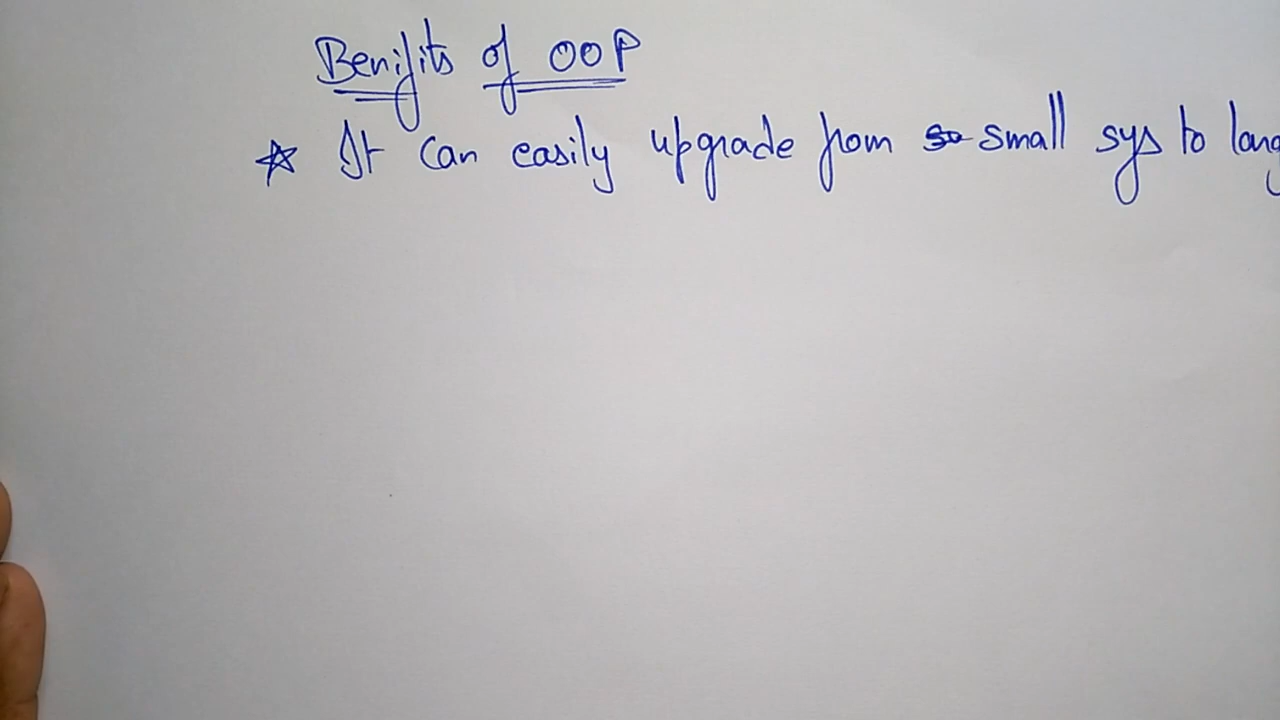 Benifits of OOP
☆ It can easily upgrade from small sys to